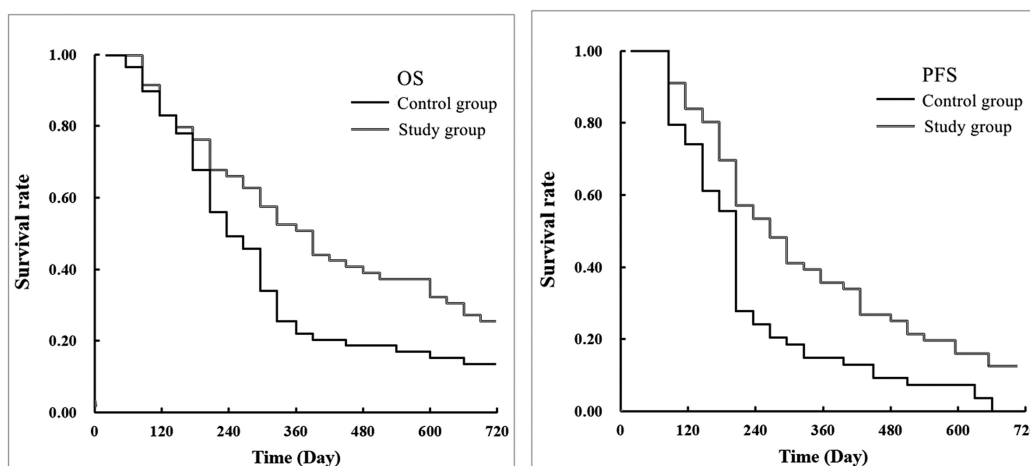 OS
Control group
Study group
Survival rate
1.00
0.80
0.60
0.40
0.20
0.00
0 120 240 360 480 600 720
Time (Day)
PFS
Control group
Study group
Survival rate
1.00
0.80
0.60
0.40
0.20
0.00
0 120 240 360 480 600 720
Time (Day)